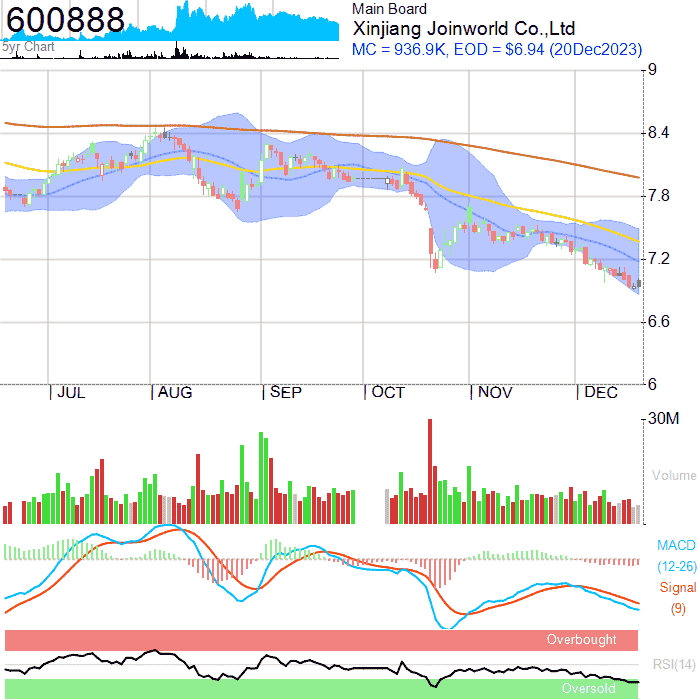 600888
5yr Chart
Main Board
Xinjiang Joinworld Co.,Ltd
MC = 936.9K, EOD = $6.94 (20Dec2023)
9
8.4
7.8
7.2
6.6
6
JUL AUG SEP OCT NOV DEC
30M
Volume
MACD
(12-26)
Signal
(9)
Overbought
RSI(14)
Oversold